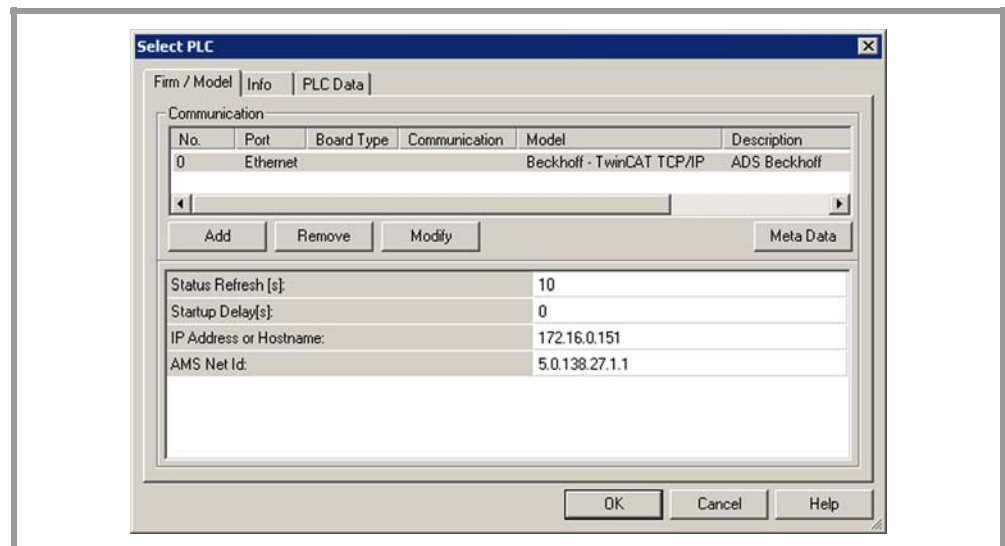 Select PLC
Firm / Model Info PLC Data
Communication
No. Port Board Type Communication Model Description
0 Ethernet Beckhoff - TwinCAT TCP/IP ADS Beckhoff
Add Remove Modify Meta Data
Status Refresh [s]: 10
Startup Delay[s]: 0
IP Address or Hostname: 172.16.0.151
AMS Net Id: 5.0.138.27.1.1
OK Cancel Help